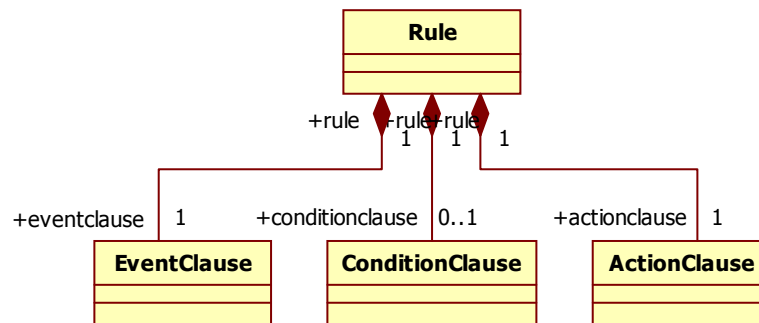 Rule
+rule +rule +rule
1 1 1
+eventclause 1 +conditionclause 0..1 +actionclause 1
EventClause ConditionClause ActionClause